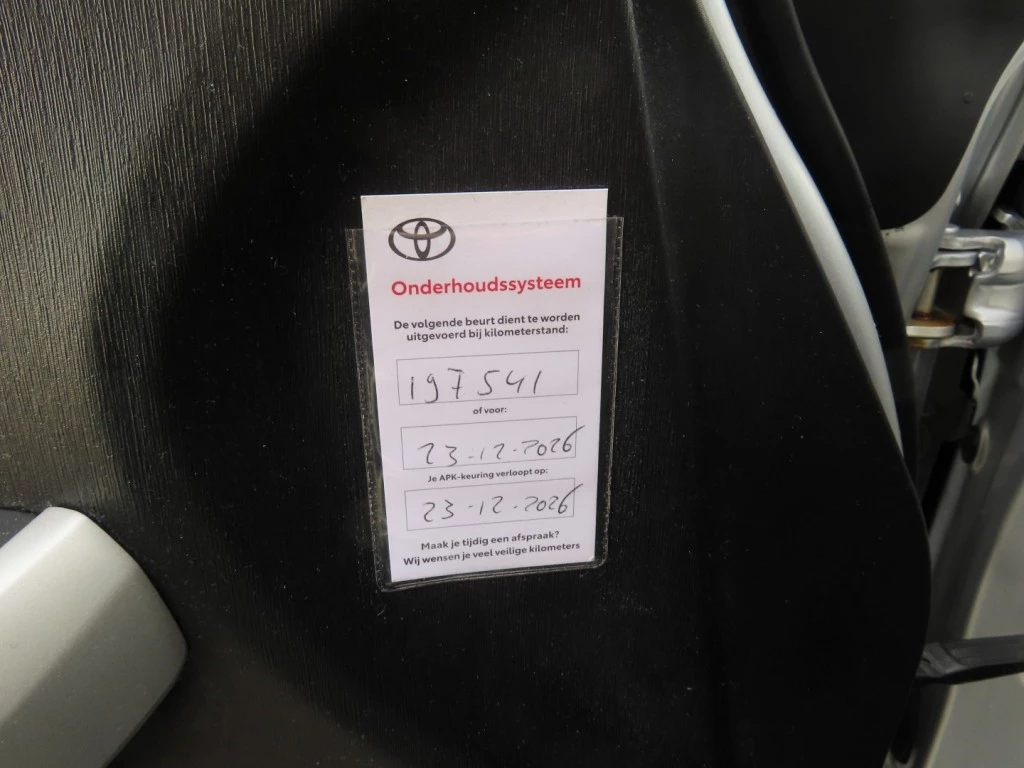 Onderhoudssysteem
De volgende beurt dient te worden
uitgevoerd bij kilometerstand:
197541
of voor:
23-12-2026
Je APK-keuring verloopt op:
23-12-2026
Maak je tijdig een afspraak?
Wij wensen je veel veilige kilometers